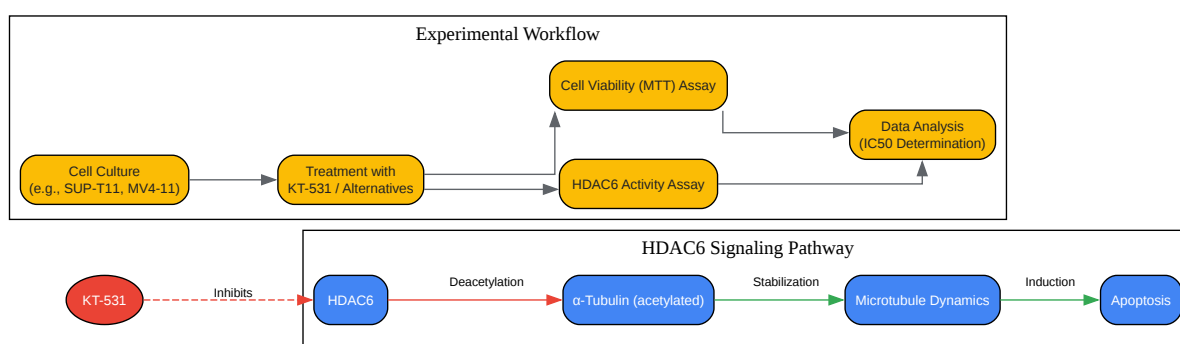 Experimental Workflow
Cell Viability (MTT) Assay
Data Analysis
(IC50 Determination)
Cell Culture
(e.g., SUP-T11, MV4-11)
Treatment with
KT-531 / Alternatives
HDAC6 Activity Assay
HDAC6 Signaling Pathway
KT-531
Inhibits
HDAC6
Deacetylation
α-Tubulin (acetylated)
Stabilization
Microtubule Dynamics
Induction
Apoptosis